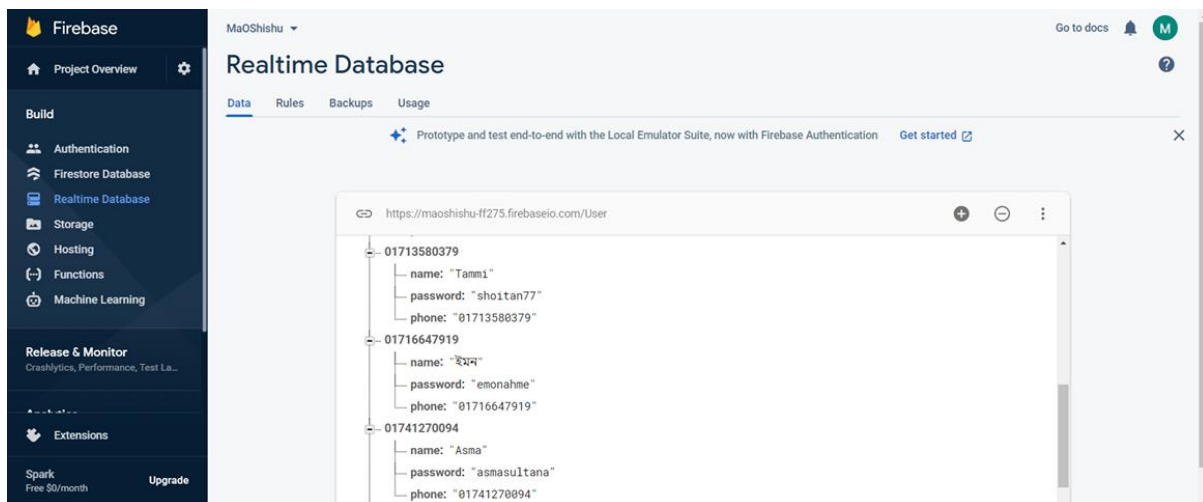 Firebase
Project Overview
Build
Authentication
Firestore Database
Realtime Database
Storage
Hosting
Functions
Machine Learning
Release & Monitor
Crashlytics, Performance, Test La...
Extensions
Spark
Free $0/month
Upgrade
MaOShishu
Go to docs
M
Realtime Database
?
Data Rules Backups Usage
Prototype and test end-to-end with the Local Emulator Suite, now with Firebase Authentication Get started
https://maoshishu-ff275.firebaseio.com/User
01713580379
name: "Tammi"
password: "shoitan77"
phone: "01713580379"
01716647919
name: "ইমন"
password: "emonahme"
phone: "01716647919"
01741270094
name: "Asma"
password: "asmasultana"
phone: "01741270094"